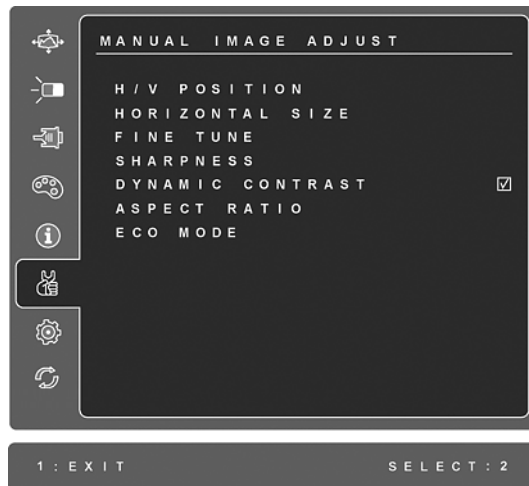 MANUAL IMAGE ADJUST
H/V POSITION
HORIZONTAL SIZE
FINE TUNE
SHARPNESS
DYNAMIC CONTRAST
ASPECT RATIO
ECO MODE
1:EXIT SELECT:2